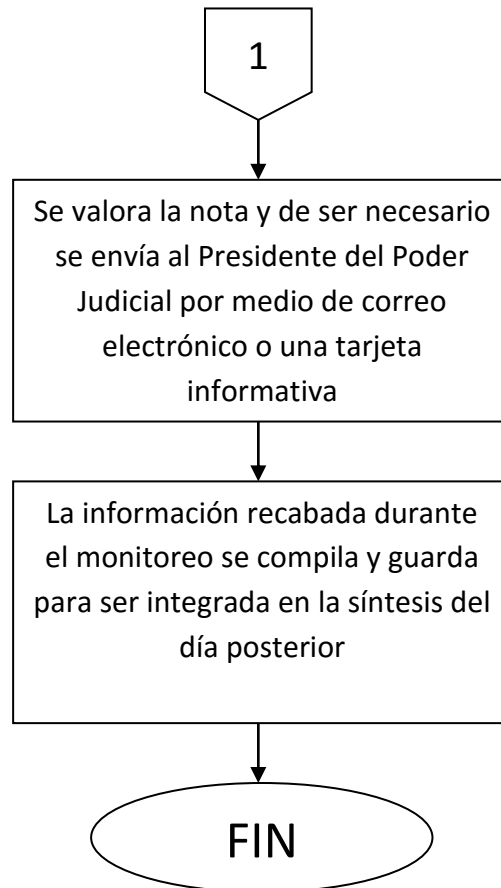 1
Se valora la nota y de ser necesario
se envía al Presidente del Poder
Judicial por medio de correo
electrónico o una tarjeta
informativa
La información recabada durante
el monitoreo se compila y guarda
para ser integrada en la síntesis del
día posterior
FIN